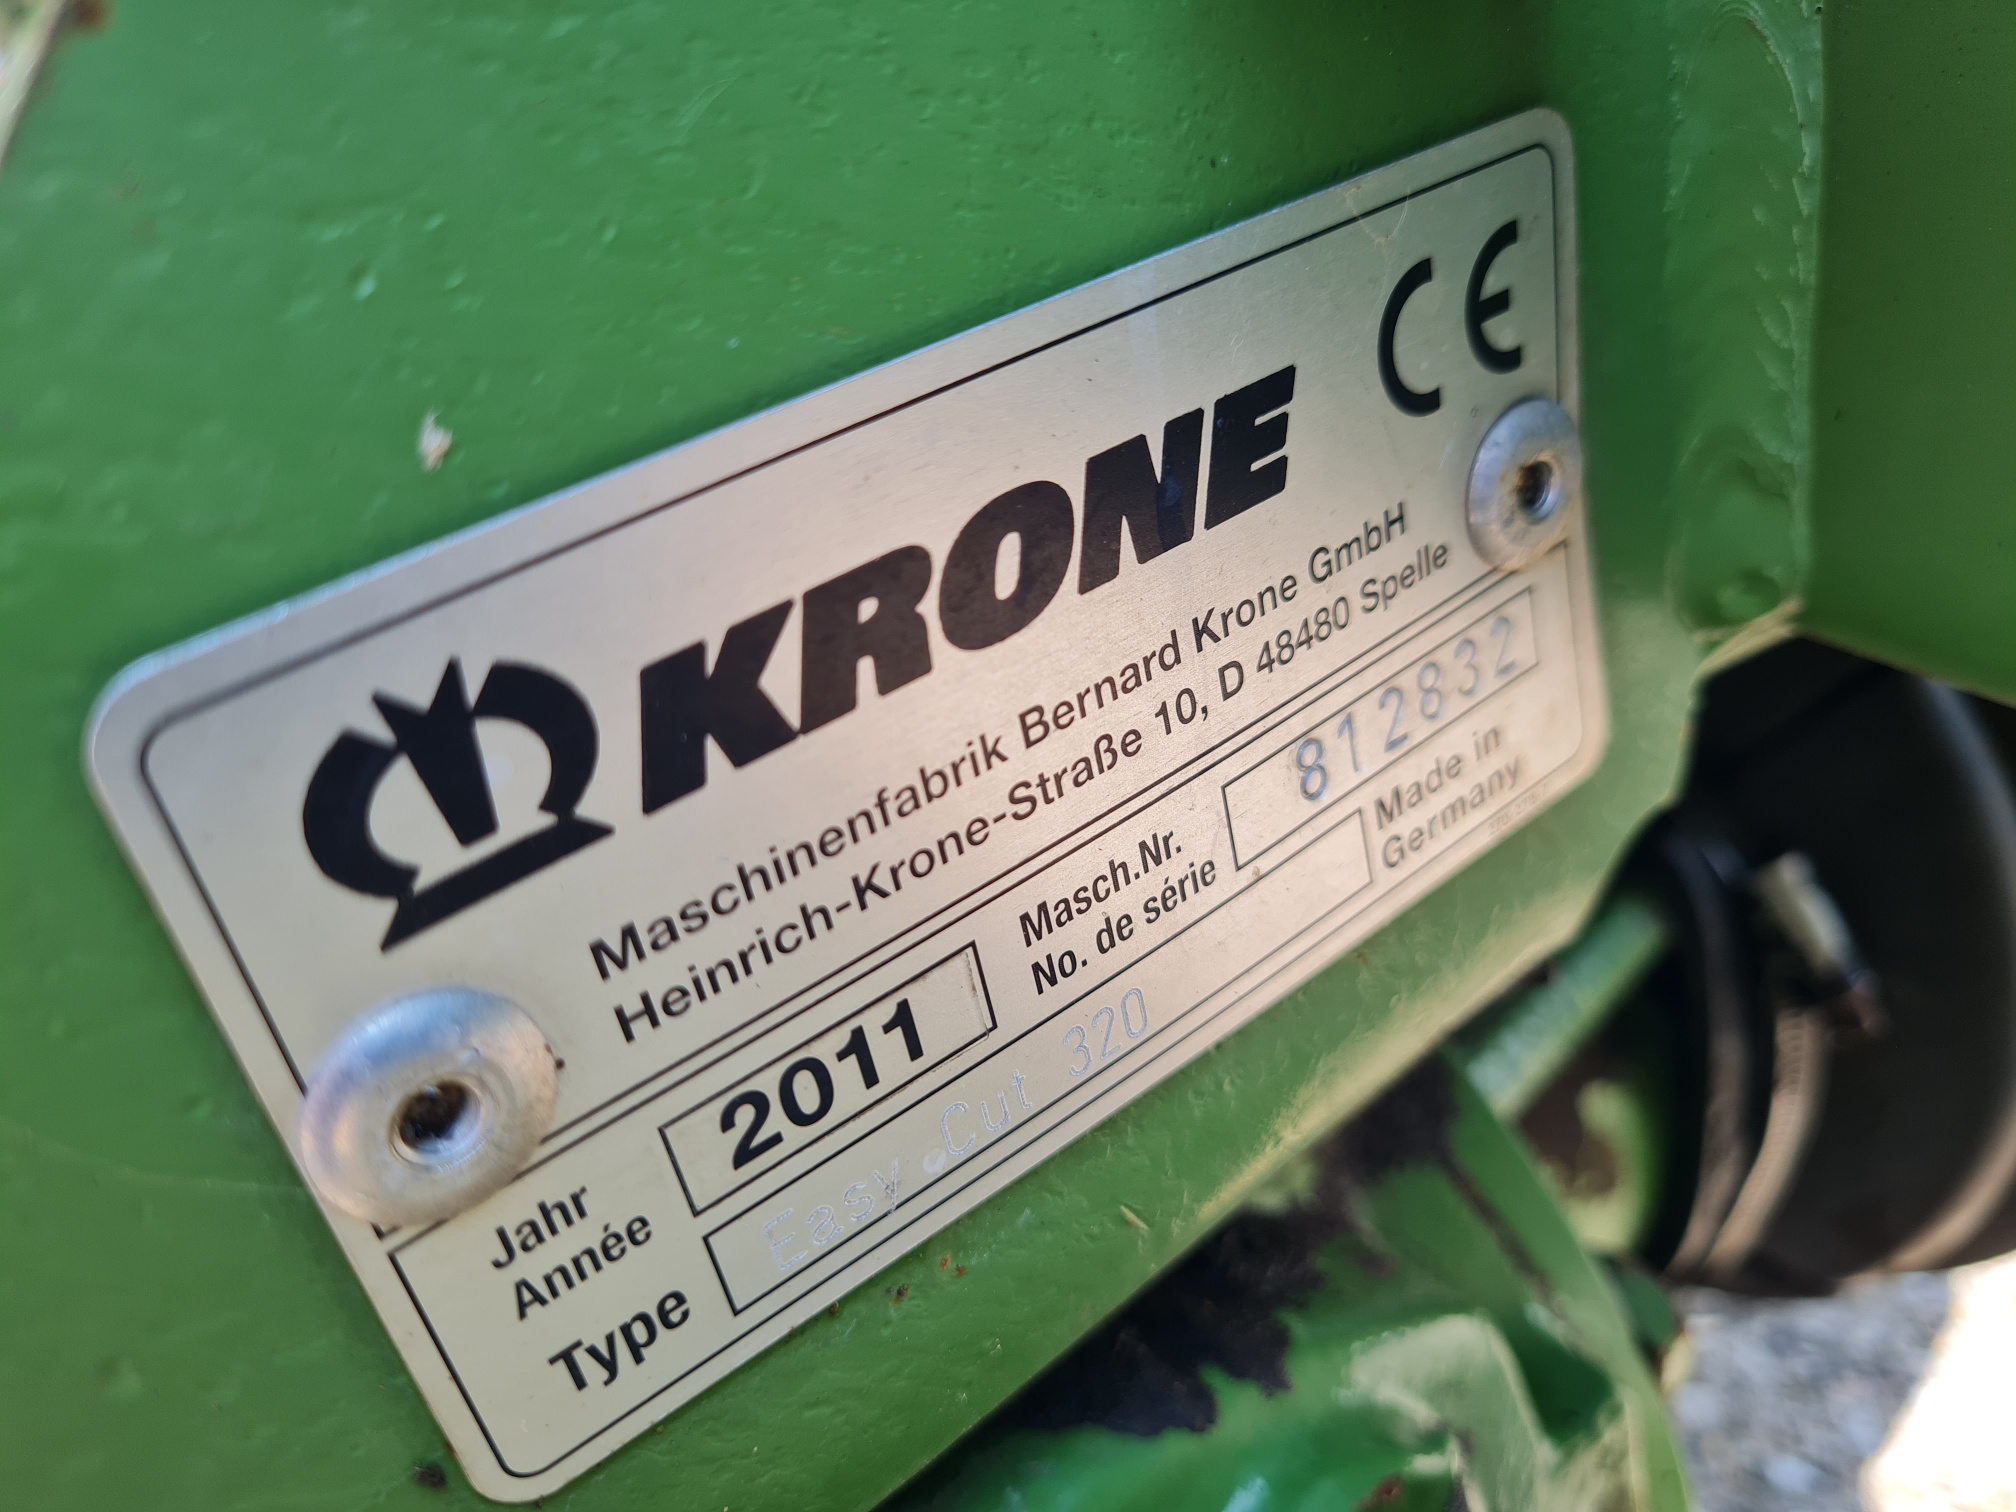 CE
KRONE
Maschinenfabrik Bernard Krone GmbH
Heinrich-Krone-Straße 10, D 48480 Spelle
Jahr
Année
2011
Masch.Nr.
No. de série
812832
Type
Easy Cut 320
Made in
Germany